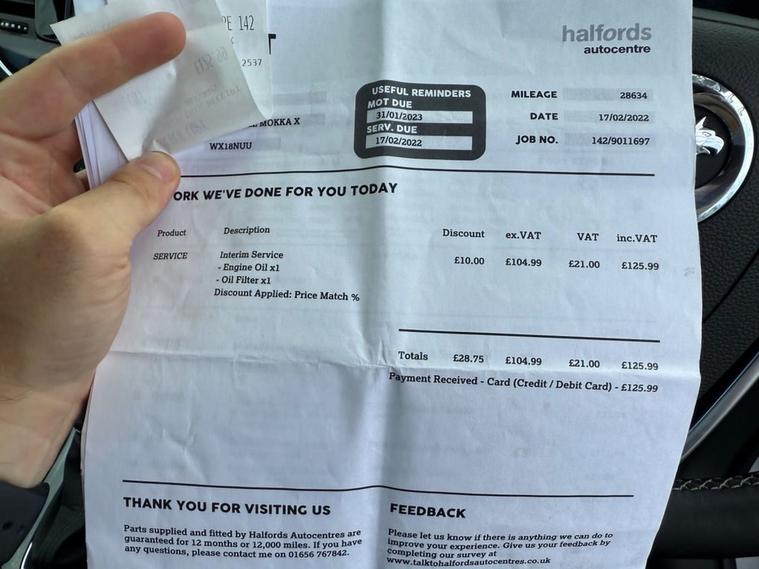 PE 142
2537
halfords
autocentre
MOKKA X
WX18NUU
USEFUL REMINDERS
MOT DUE
31/01/2023
SERV. DUE
17/02/2022
MILEAGE 28634
DATE 17/02/2022
JOB NO. 142/9011697
ORK WE'VE DONE FOR YOU TODAY
Product Description Discount ex.VAT VAT inc.VAT
SERVICE Interim Service £10.00 £104.99 £21.00 £125.99
- Engine Oil x1
- Oil Filter x1
Discount Applied: Price Match %
Totals £28.75 £104.99 £21.00 £125.99
Payment Received - Card (Credit / Debit Card) - £125.99
THANK YOU FOR VISITING US
Parts supplied and fitted by Halfords Autocentres are
guaranteed for 12 months or 12,000 miles. If you have
any questions, please contact me on 01656 767842.
FEEDBACK
Please let us know if there is anything we can do to
improve your experience. Give us your feedback by
completing our survey at
www.talktohalfordsautocentres.co.uk